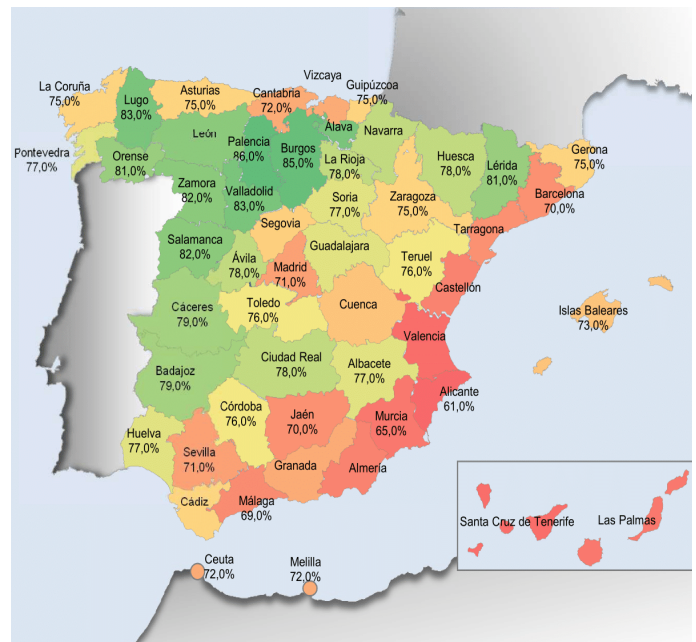 Vizcaya
La Coruña
75,0%
Lugo
83,0%
Asturias
75,0%
Cantabria
72,0%
Guipúzcoa
75,0%
León
Palencia
86,0%
Burgos
85,0%
Álava
Navarra
Pontevedra
77,0%
Orense
81,0%
La Rioja
78,0%
Huesca
78,0%
Lérida
81,0%
Gerona
75,0%
Zamora
82,0%
Valladolid
83,0%
Soria
77,0%
Zaragoza
75,0%
Barcelona
70,0%
Segovia
Tarragona
Salamanca
82,0%
Ávila
78,0%
Madrid
71,0%
Guadalajara
Teruel
76,0%
Castellón
Cáceres
79,0%
Toledo
76,0%
Cuenca
Islas Baleares
73,0%
Valencia
Badajoz
79,0%
Ciudad Real
78,0%
Albacete
77,0%
Alicante
61,0%
Córdoba
76,0%
Jaén
70,0%
Murcia
65,0%
Huelva
77,0%
Sevilla
71,0%
Granada
Almería
Cádiz
Málaga
69,0%
Santa Cruz de Tenerife
Las Palmas
Ceuta
72,0%
Melilla
72,0%